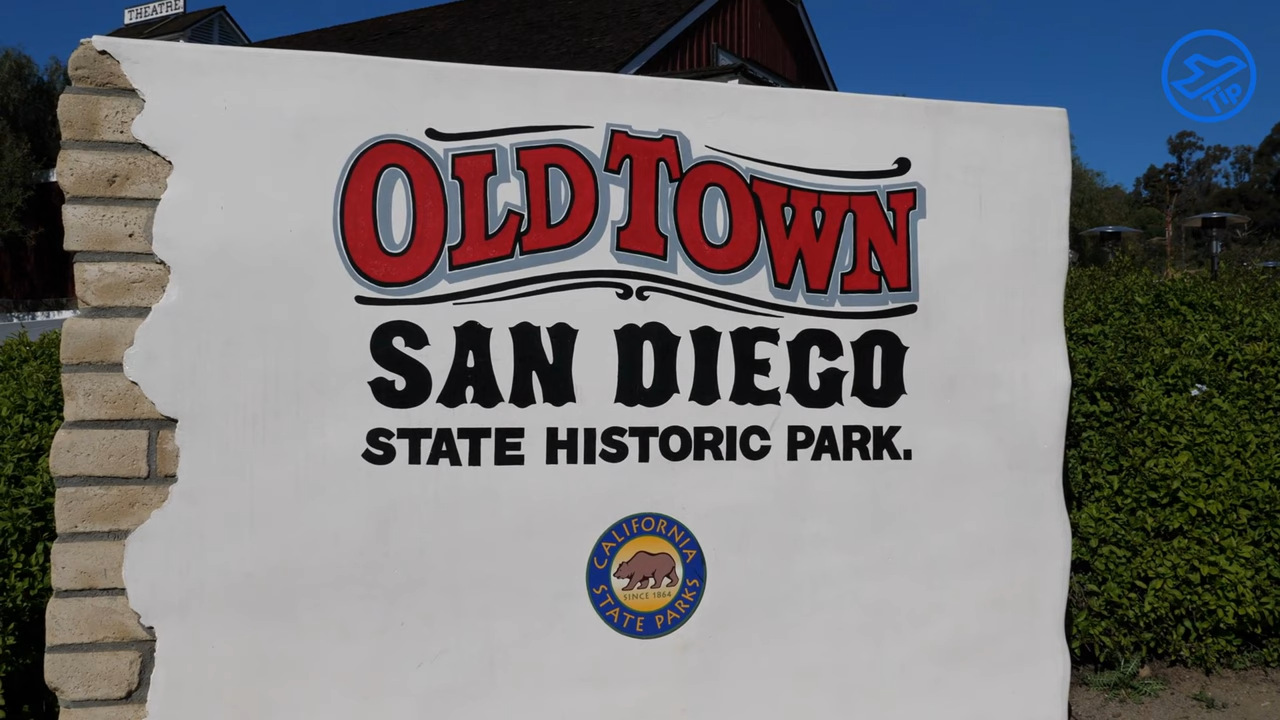 THEATRE
Tip
OLD TOWN
SAN DIEGO
STATE HISTORIC PARK.
CALIFORNIA
SINCE 1864
STATE PARKS